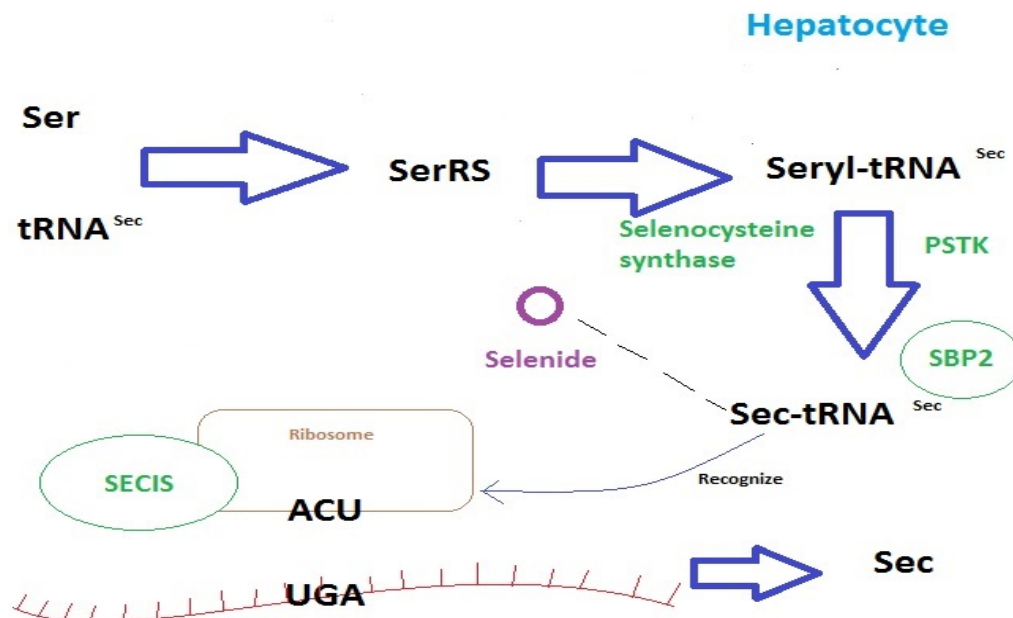 Hepatocyte
Ser
tRNA Sec
SerRS
Seryl-tRNA Sec
Selenocysteine
synthase
PSTK
Selenide
SBP2
Sec-tRNA Sec
Ribosome
SECIS
Recognize
ACU
UGA
Sec